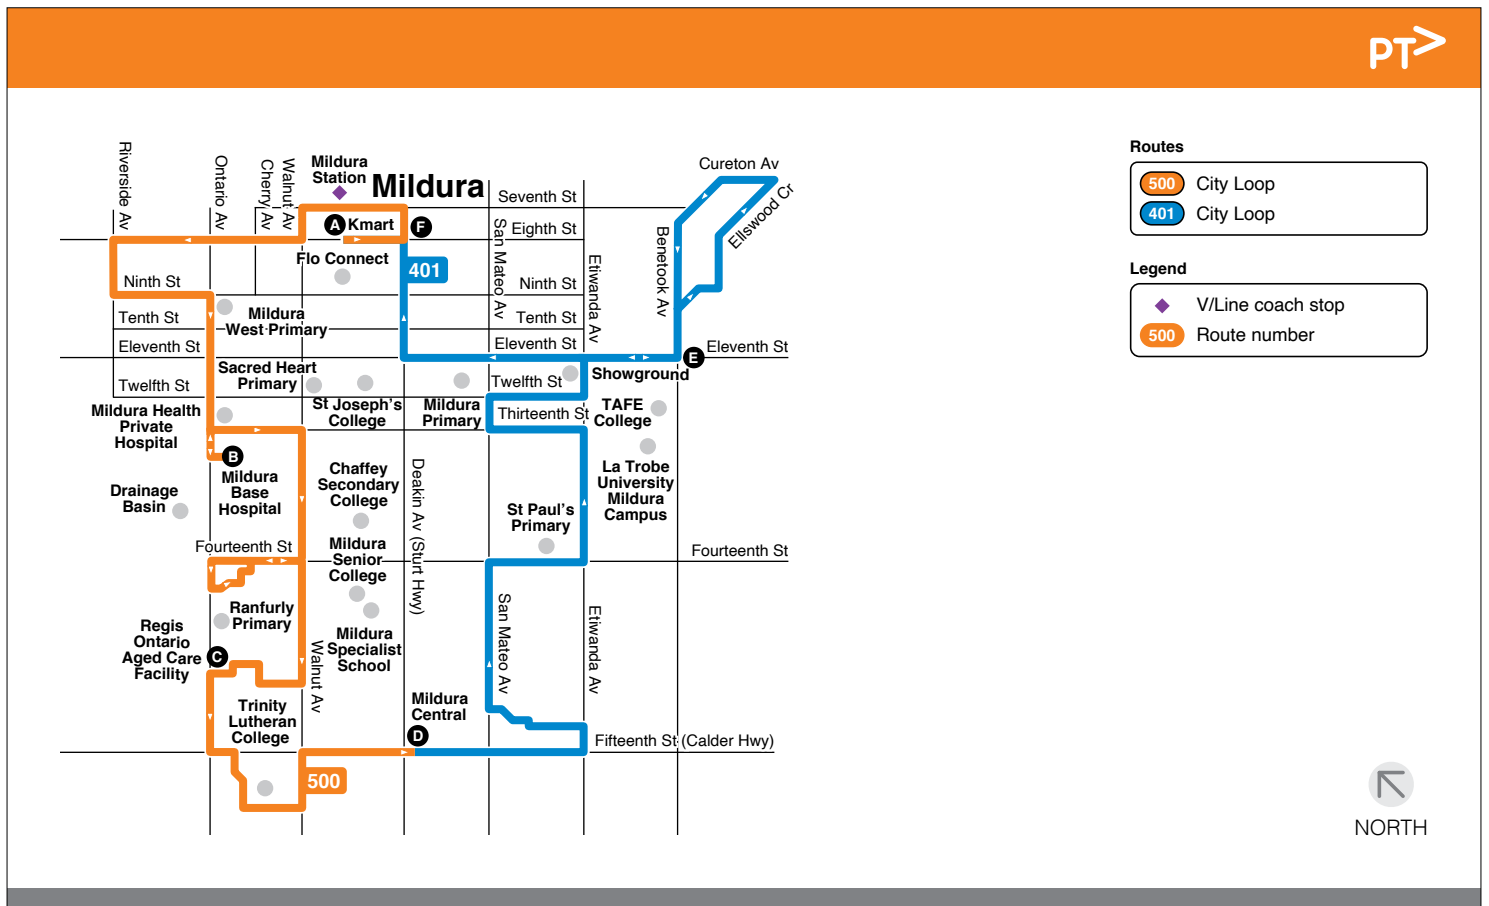 PT>
Riverside Av
Ontario Av
Cherry Av
Walnut Av
Mildura
Station
Mildura
Seventh St
Cureton Av
A
Kmart
F
Eighth St
San Mateo Av
Ellswood Cr
Benetook Av
Flo Connect
401
Etiwanda Av
Ninth St
Ninth St
Tenth St
Mildura
West Primary
Tenth St
Eleventh St
Eleventh St
E
Eleventh St
Sacred Heart
Primary
Twelfth St
Twelfth St
Showground
Mildura Health
Private
Hospital
St Joseph's
College
Mildura
Primary
Thirteenth St
TAFE
College
B
Mildura
Base
Hospital
Chaffey
Secondary
College
Deakin Av (Sturt Hwy)
La Trobe
University
Mildura
Campus
Drainage
Basin
St Paul's
Primary
Fourteenth St
Mildura
Senior
College
Fourteenth St
Ranfurly
Primary
San Mateo Av
Etiwanda Av
Regis
Ontario
Aged Care
Facility
C
Mildura
Specialist
School
Walnut Av
Trinity
Lutheran
College
Mildura
Central
D
Fifteenth St (Calder Hwy)
500
Routes
500 City Loop
401 City Loop
Legend
V/Line coach stop
500 Route number
NORTH